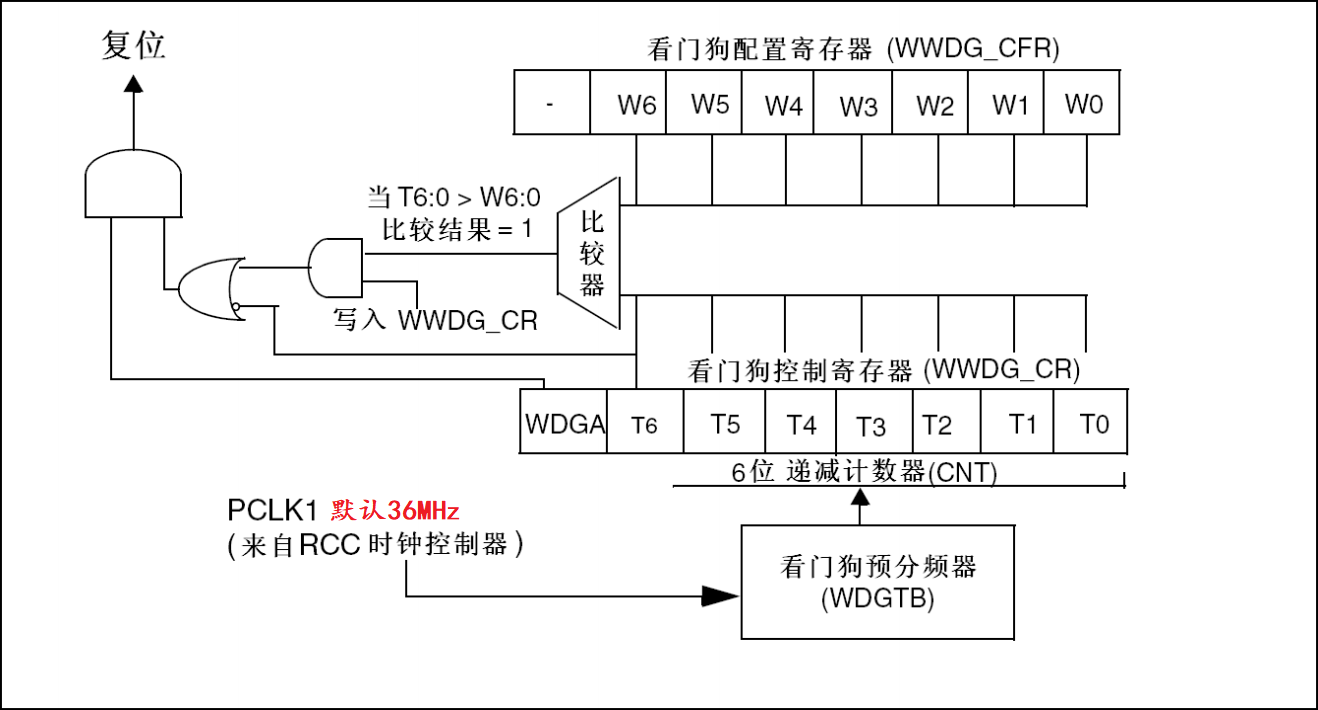 复位
看门狗配置寄存器 (WWDG_CFR)
- W6 W5 W4 W3 W2 W1 W0
当 T6:0 > W6:0
比较结果 = 1
比较器
写入 WWDG_CR
看门狗控制寄存器 (WWDG_CR)
WDGA T6 T5 T4 T3 T2 T1 T0
6位 递减计数器(CNT)
PCLK1 默认36MHz
(来自RCC 时钟控制器)
看门狗预分频器
(WDGTB)